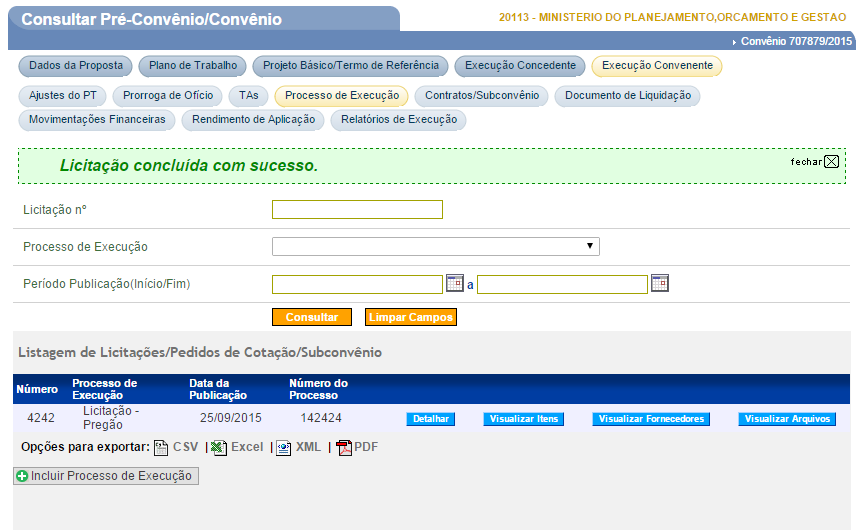 Consultar Pré-Convênio/Convênio
20113 - MINISTERIO DO PLANEJAMENTO,ORCAMENTO E GESTAO
Convênio 707879/2015
Dados da Proposta Plano de Trabalho Projeto Básico/Termo de Referência Execução Concedente Execução Convenente
Ajustes do PT Prorroga de Ofício TAs Processo de Execução Contratos/Subconvênio Documento de Liquidação
Movimentações Financeiras Rendimento de Aplicação Relatórios de Execução
Licitação concluída com sucesso.
fechar
Licitação nº
Processo de Execução
Período Publicação(Início/Fim) a
Consultar Limpar Campos
Listagem de Licitações/Pedidos de Cotação/Subconvênio
Número Processo de Execução Data da Publicação Número do Processo
4242 Licitação - Pregão 25/09/2015 142424 Detalhar Visualizar Itens Visualizar Fornecedores Visualizar Arquivos
Opções para exportar: CSV | Excel | XML | PDF
Incluir Processo de Execução